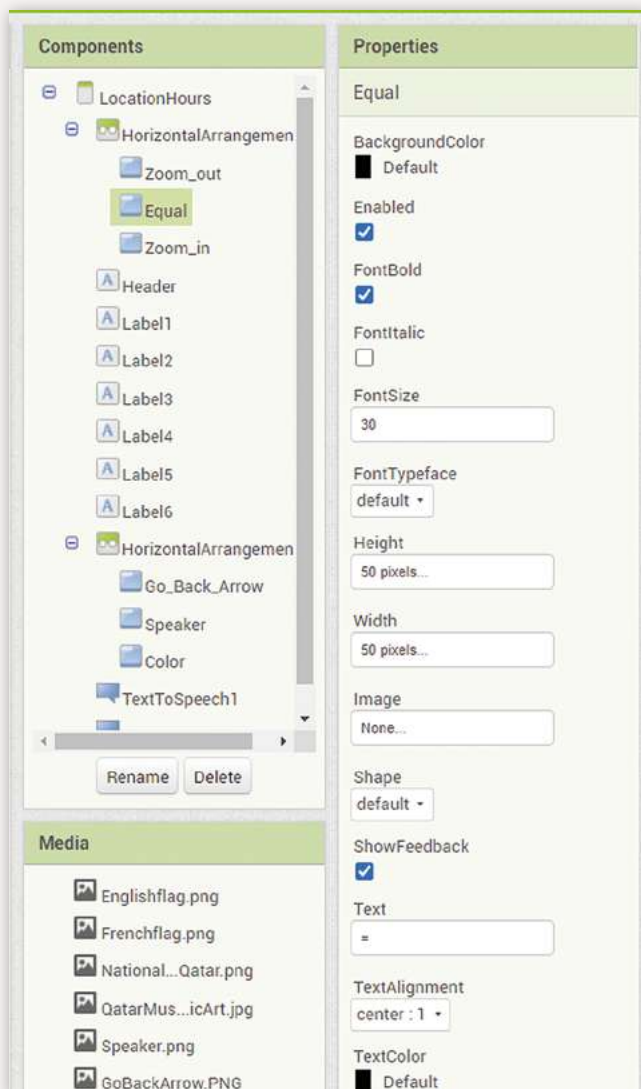 Components
LocationHours
HorizontalArrangemen
Zoom_out
Equal
Zoom_in
Header
Label1
Label2
Label3
Label4
Label5
Label6
HorizontalArrangemen
Go_Back_Arrow
Speaker
Color
TextToSpeech1
Rename Delete
Media
Englishflag.png
Frenchflag.png
National...Qatar.png
QatarMus...icArt.jpg
Speaker.png
GoBackArrow.PNG
Properties
Equal
BackgroundColor
Default
Enabled
FontBold
FontItalic
FontSize
30
FontTypeface
default
Height
50 pixels...
Width
50 pixels...
Image
None...
Shape
default
ShowFeedback
Text
=
TextAlignment
center : 1
TextColor
Default